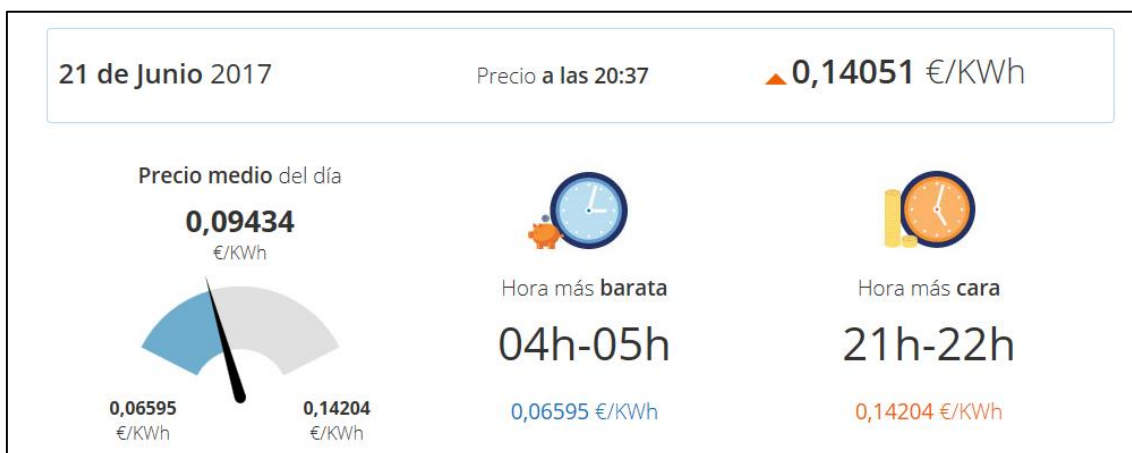 21 de Junio 2017
Precio a las 20:37
0,14051 €/KWh
Precio medio del día
0,09434
€/KWh
0,06595
€/KWh
0,14204
€/KWh
Hora más barata
04h-05h
0,06595 €/KWh
Hora más cara
21h-22h
0,14204 €/KWh